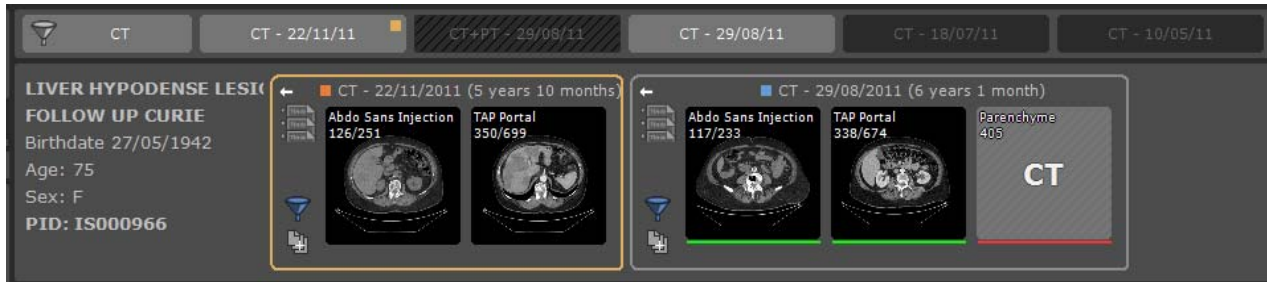 CT
CT - 22/11/11
CT+PT - 29/08/11
CT - 29/08/11
CT - 18/07/11
CT - 10/05/11
LIVER HYPODENSE LESIO
FOLLOW UP CURIE
Birthdate 27/05/1942
Age: 75
Sex: F
PID: IS000966
CT - 22/11/2011 (5 years 10 months)
Abdo Sans Injection
126/251
TAP Portal
350/699
CT - 29/08/2011 (6 years 1 month)
Abdo Sans Injection
117/233
TAP Portal
338/674
Parenchyme
405
CT